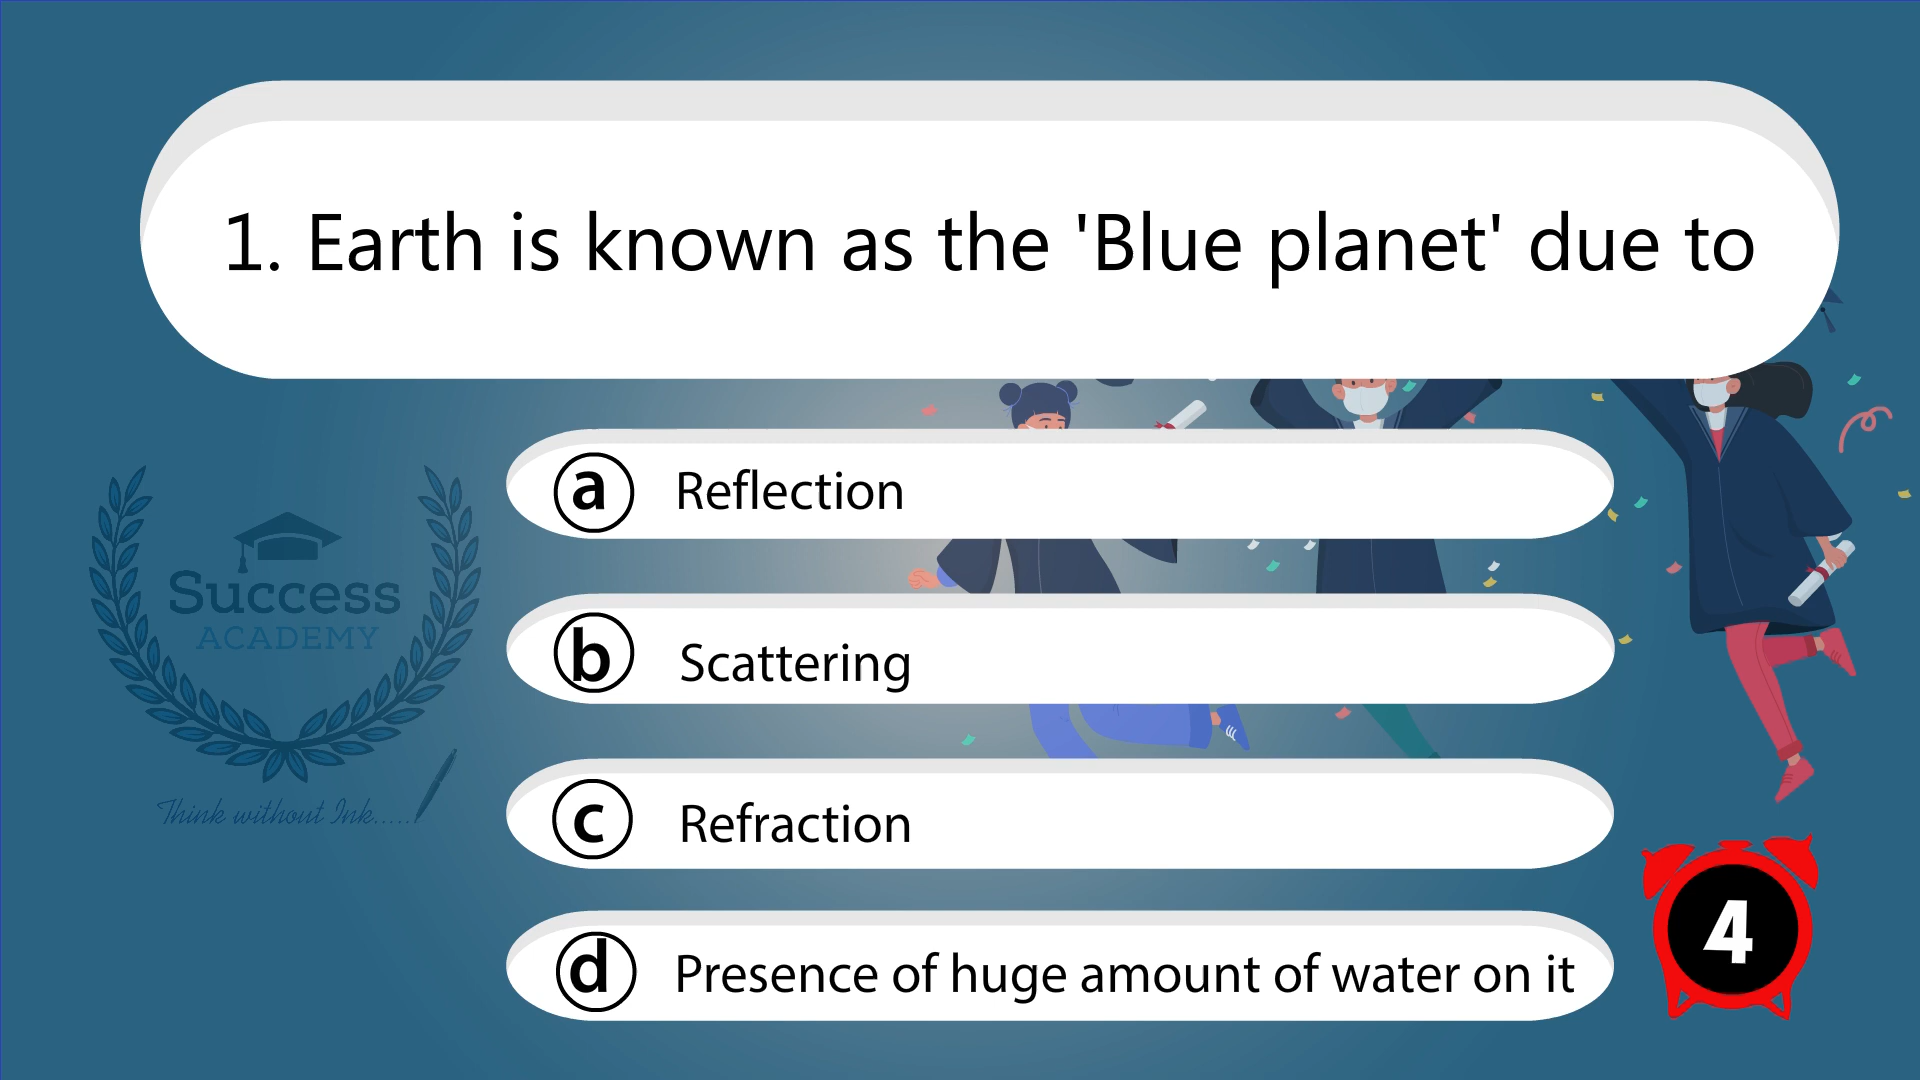 1. Earth is known as the 'Blue planet' due to
a Reflection
b Scattering
c Refraction
d Presence of huge amount of water on it
Success
ACADEMY
Think without Ink.....
4